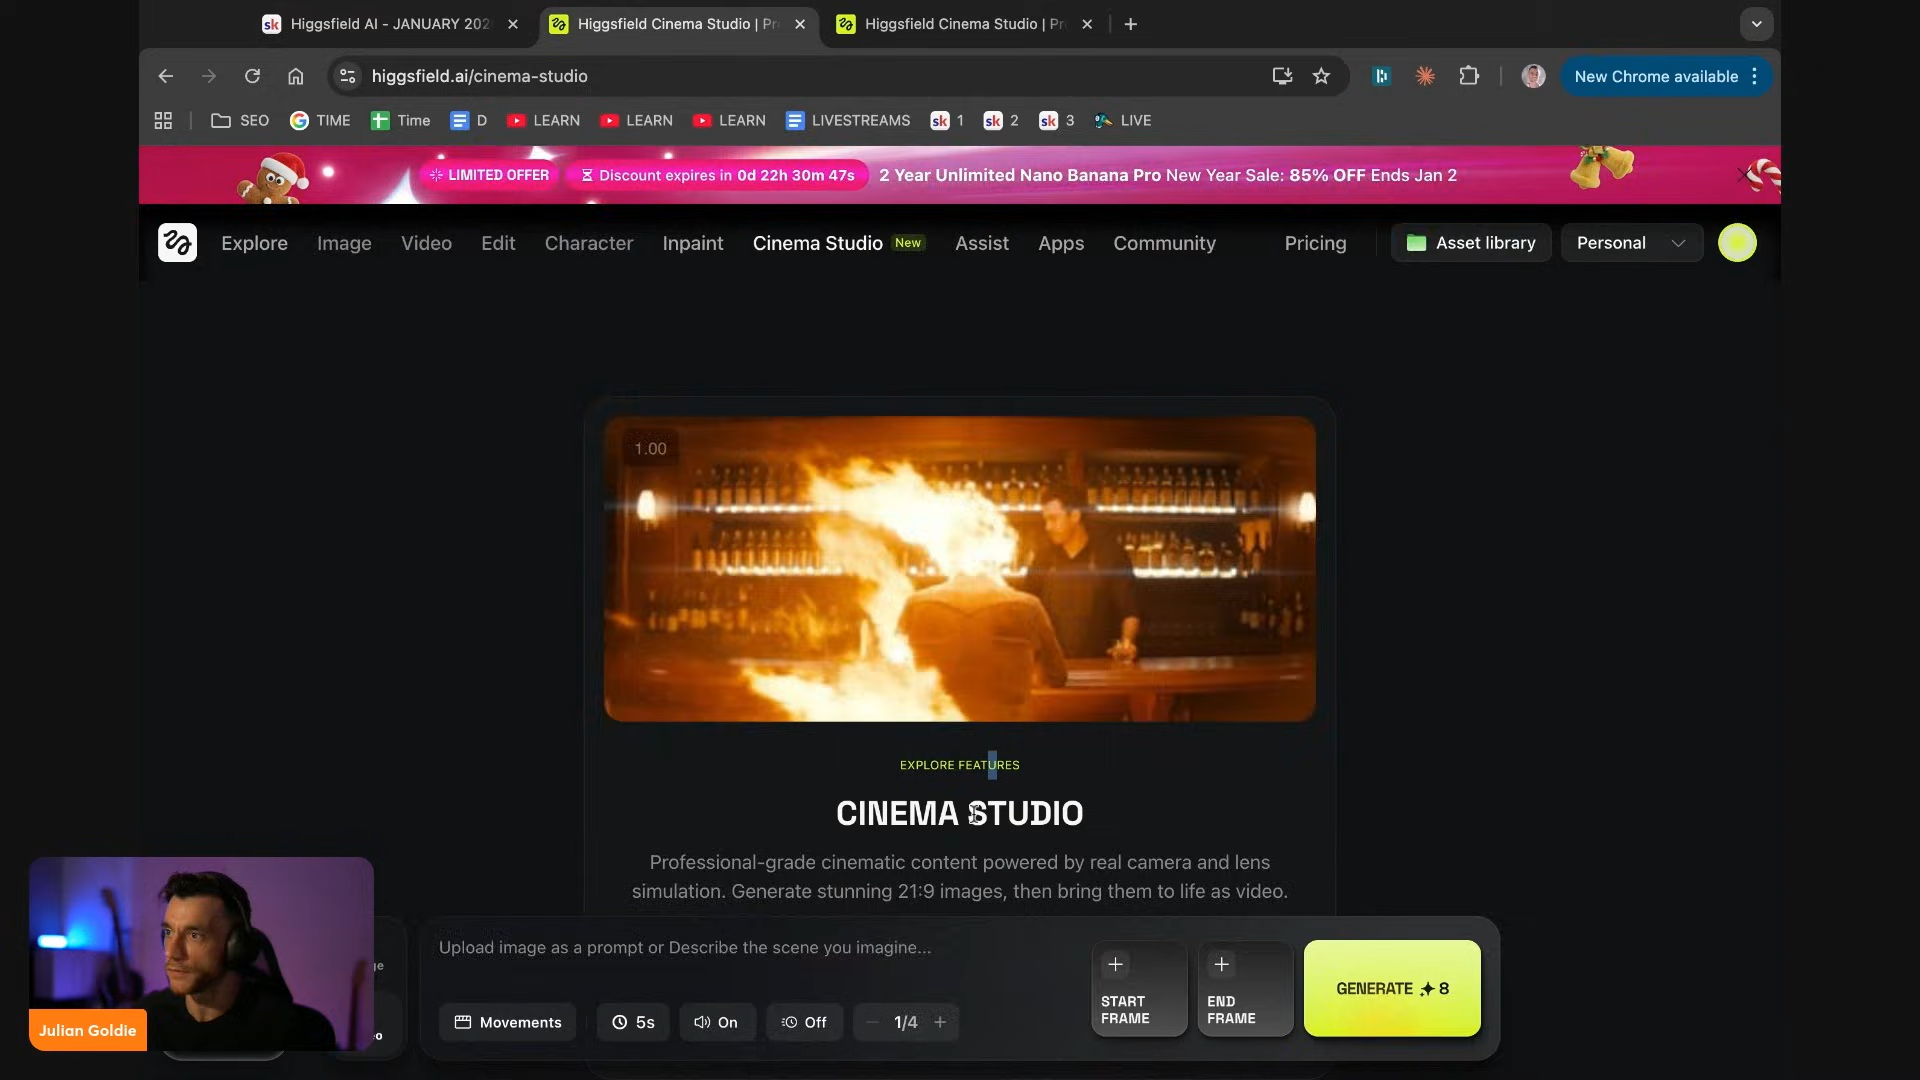 Higgsfield AI - JANUARY 202
Higgsfield Cinema Studio | Pr
Higgsfield Cinema Studio | Pr
higgsfield.ai/cinema-studio
New Chrome available
SEO
TIME
Time
D
LEARN
LEARN
LEARN
LIVESTREAMS
1
2
3
LIVE
LIMITED OFFER
Discount expires in 0d 22h 30m 47s
2 Year Unlimited Nano Banana Pro New Year Sale: 85% OFF Ends Jan 2
Explore
Image
Video
Edit
Character
Inpaint
Cinema Studio New
Assist
Apps
Community
Pricing
Asset library
Personal
1.00
EXPLORE FEATURES
CINEMA STUDIO
Professional-grade cinematic content powered by real camera and lens
simulation. Generate stunning 21:9 images, then bring them to life as video.
Upload image as a prompt or Describe the scene you imagine...
Movements
5s
On
Off
1/4
START
FRAME
END
FRAME
GENERATE 8
Julian Goldie